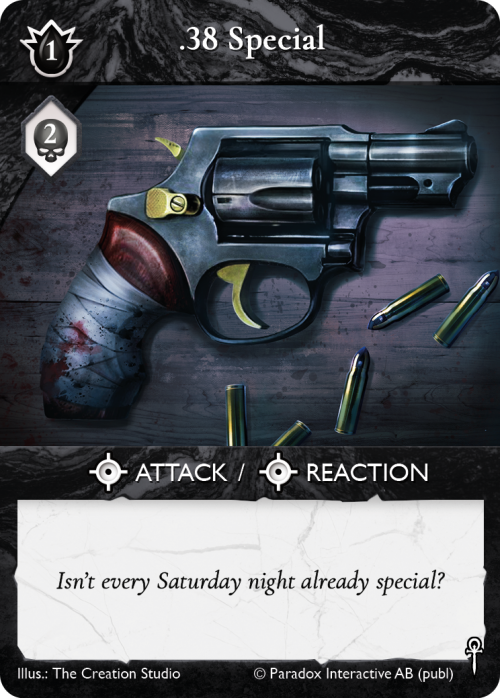 1
.38 Special
2
ATTACK / REACTION
Isn't every Saturday night already special?
Illus.: The Creation Studio © Paradox Interactive AB (publ)